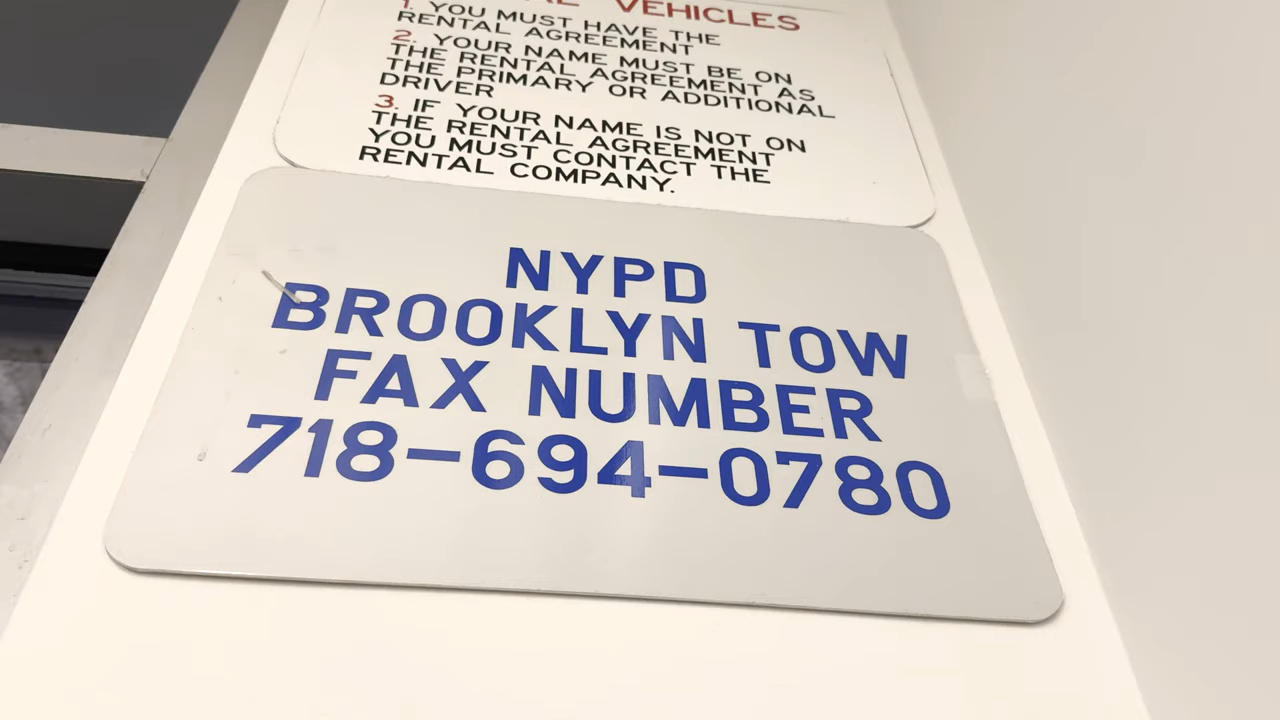 VEHICLES
1. YOU MUST HAVE THE
RENTAL AGREEMENT
2. YOUR NAME MUST BE ON
THE RENTAL AGREEMENT AS
THE PRIMARY OR ADDITIONAL
DRIVER
3. IF YOUR NAME IS NOT ON
THE RENTAL AGREEMENT
YOU MUST CONTACT THE
RENTAL COMPANY.
NYPD
BROOKLYN TOW
FAX NUMBER
718-694-0780